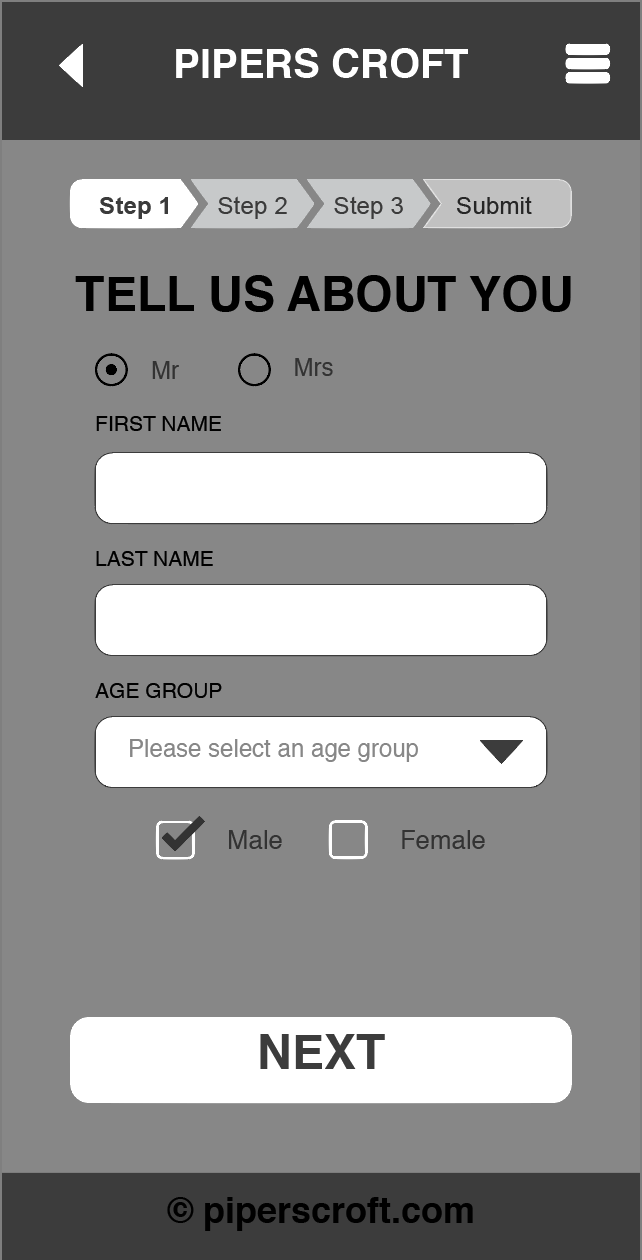 PIPERS CROFT
Step 1 Step 2 Step 3 Submit
TELL US ABOUT YOU
Mr Mrs
FIRST NAME
LAST NAME
AGE GROUP
Please select an age group
Male Female
NEXT
© piperscroft.com